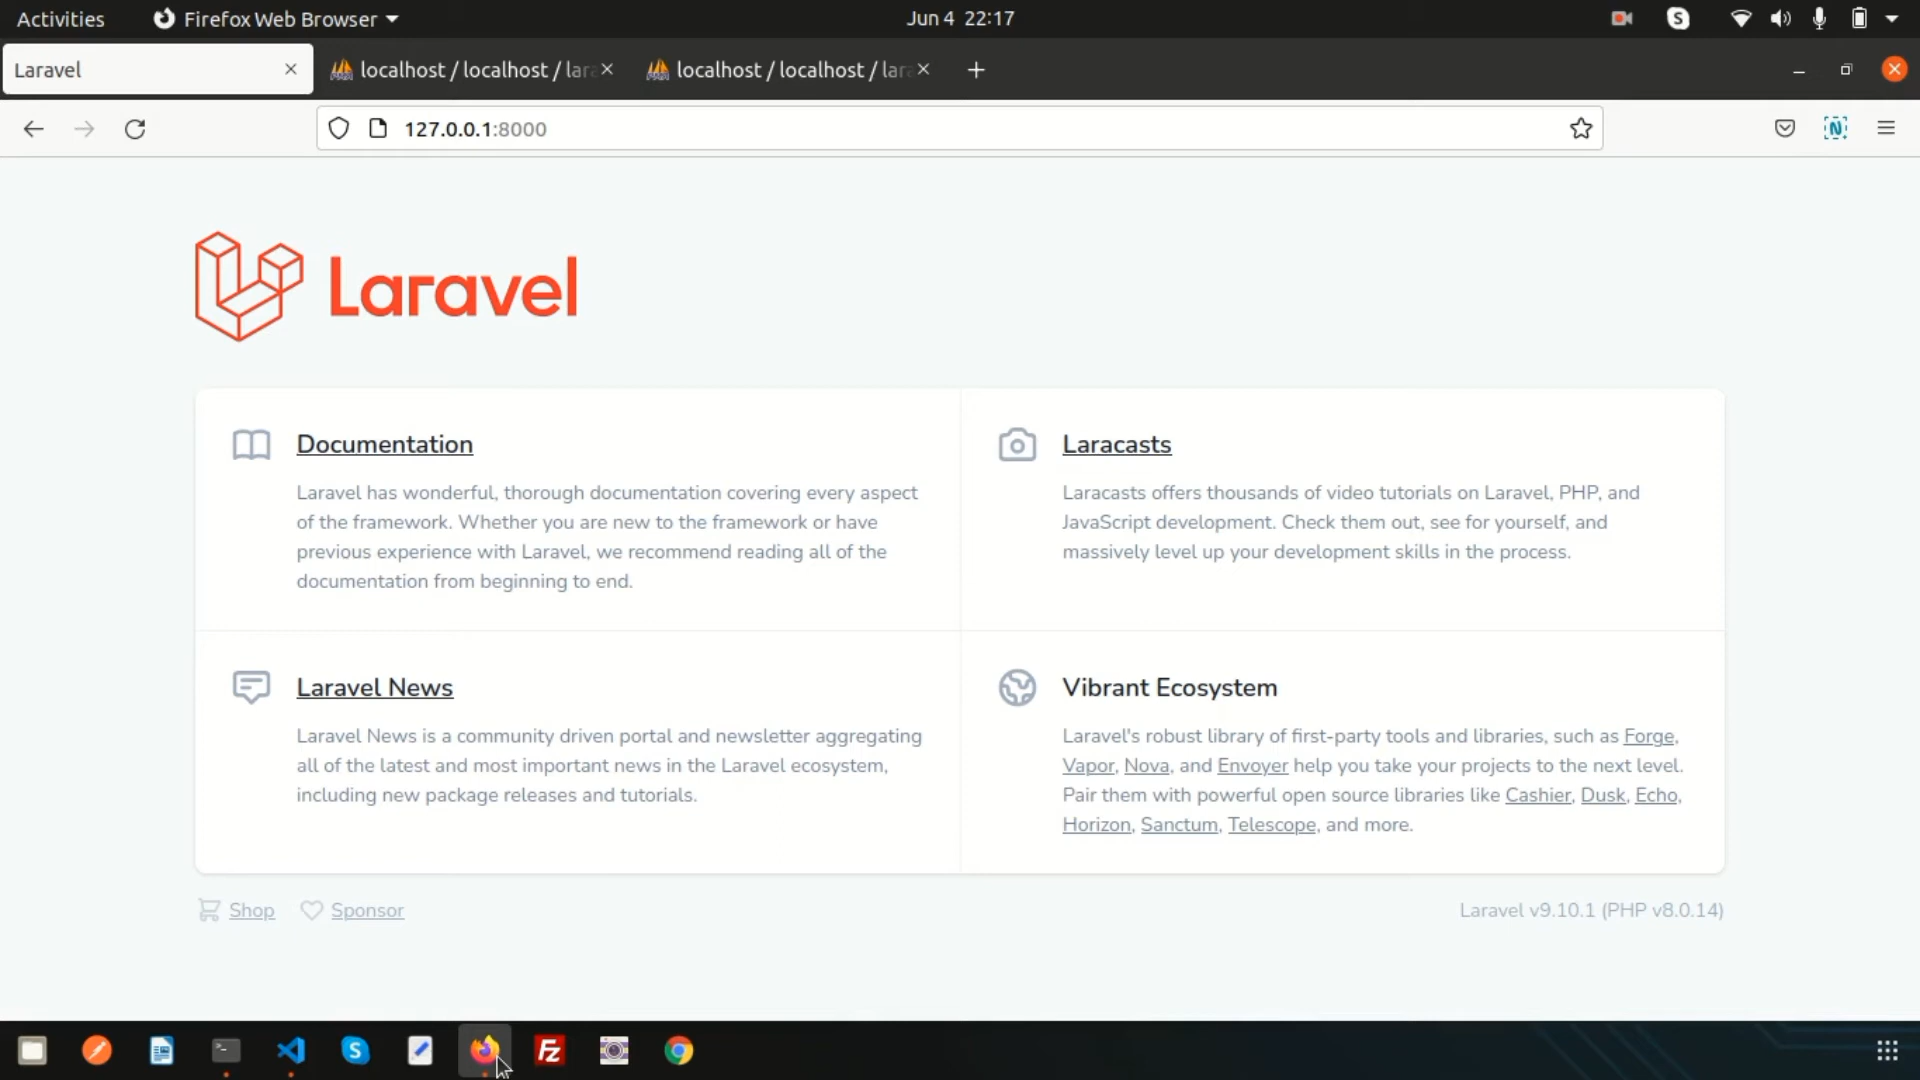 Activities
Firefox Web Browser
Jun 4 22:17
Laravel
localhost / localhost / lara
localhost / localhost / lara
127.0.0.1:8000
Laravel
Documentation
Laravel has wonderful, thorough documentation covering every aspect
of the framework. Whether you are new to the framework or have
previous experience with Laravel, we recommend reading all of the
documentation from beginning to end.
Laracasts
Laracasts offers thousands of video tutorials on Laravel, PHP, and
JavaScript development. Check them out, see for yourself, and
massively level up your development skills in the process.
Laravel News
Laravel News is a community driven portal and newsletter aggregating
all of the latest and most important news in the Laravel ecosystem,
including new package releases and tutorials.
Vibrant Ecosystem
Laravel's robust library of first-party tools and libraries, such as Forge,
Vapor, Nova, and Envoyer help you take your projects to the next level.
Pair them with powerful open source libraries like Cashier, Dusk, Echo,
Horizon, Sanctum, Telescope, and more.
Shop
Sponsor
Laravel v9.10.1 (PHP v8.0.14)